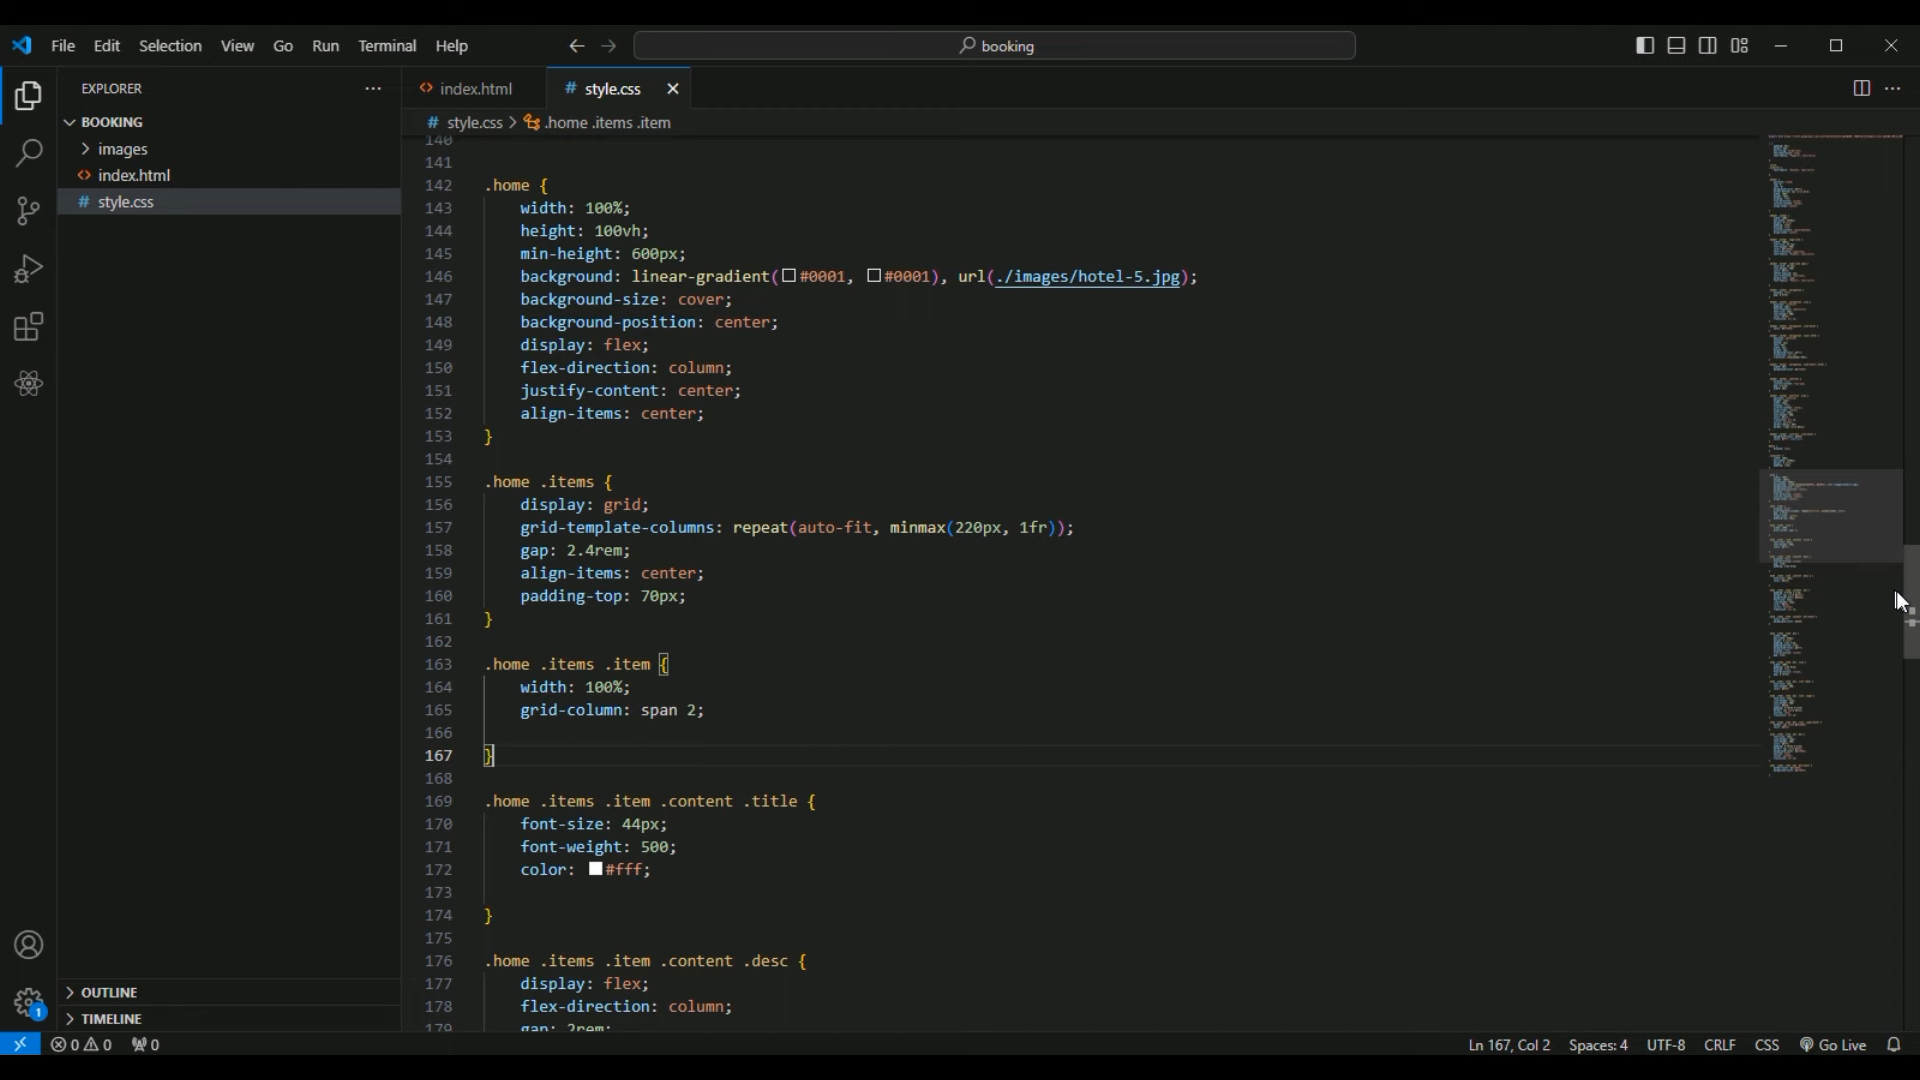 File Edit Selection View Go Run Terminal Help
booking
EXPLORER
index.html
style.css
BOOKING
style.css > .home .items .item
images
index.html
style.css
140
141
142 .home {
143 width: 100%;
144 height: 100vh;
145 min-height: 600px;
146 background: linear-gradient(#0001, #0001), url(./images/hotel-5.jpg);
147 background-size: cover;
148 background-position: center;
149 display: flex;
150 flex-direction: column;
151 justify-content: center;
152 align-items: center;
153 }
154
155 .home .items {
156 display: grid;
157 grid-template-columns: repeat(auto-fit, minmax(220px, 1fr));
158 gap: 2.4rem;
159 align-items: center;
160 padding-top: 70px;
161 }
162
163 .home .items .item {
164 width: 100%;
165 grid-column: span 2;
166
167 }
168
169 .home .items .item .content .title {
170 font-size: 44px;
171 font-weight: 500;
172 color: #fff;
173
174 }
175
176 .home .items .item .content .desc {
177 display: flex;
178 flex-direction: column;
179 gap: 2rem;
OUTLINE
TIMELINE
1
0 0 0
Ln 167, Col 2 Spaces: 4 UTF-8 CRLF CSS Go Live